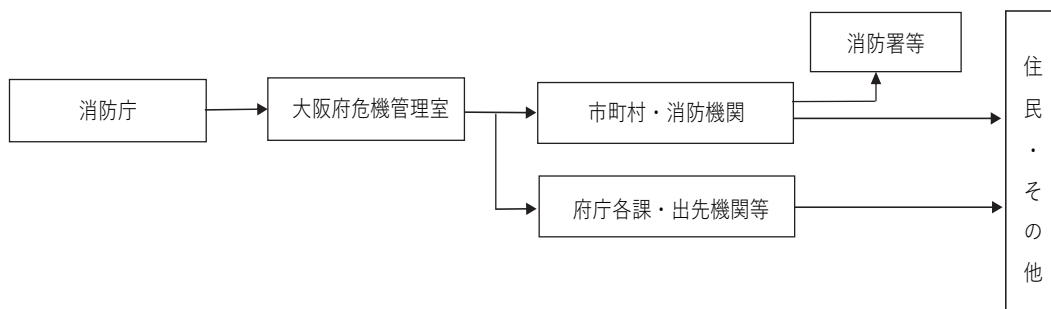 消防署等
消防庁
大阪府危機管理室
市町村・消防機関
府庁各課・出先機関等
住民・その他